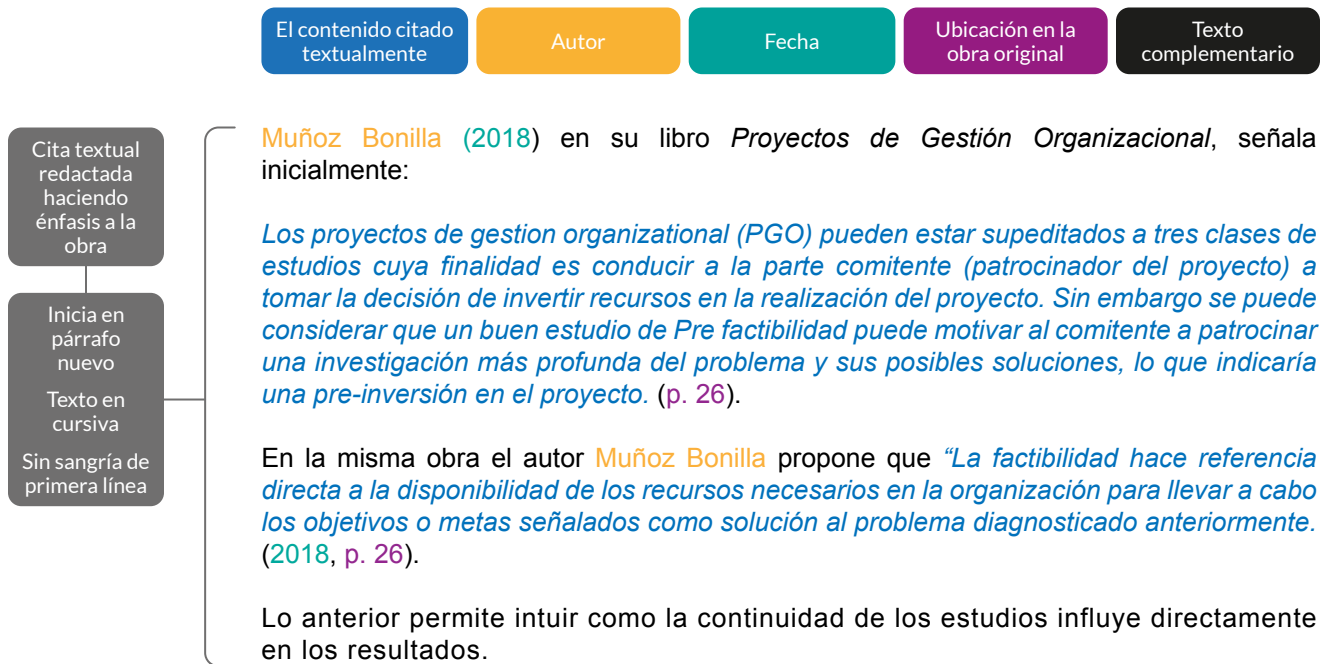 El contenido citado
textualmente
Autor
Fecha
Ubicación en la
obra original
Texto
complementario
Cita textual
redactada
haciendo
énfasis a la
obra
Inicia en
párrafo
nuevo
Texto en
cursiva
Sin sangría de
primera línea
Muñoz Bonilla (2018) en su libro Proyectos de Gestión Organizacional, señala
inicialmente:
Los proyectos de gestion organizational (PGO) pueden estar supeditados a tres clases de
estudios cuya finalidad es conducir a la parte comitente (patrocinador del proyecto) a
tomar la decisión de invertir recursos en la realización del proyecto. Sin embargo se puede
considerar que un buen estudio de Pre factibilidad puede motivar al comitente a patrocinar
una investigación más profunda del problema y sus posibles soluciones, lo que indicaría
una pre-inversión en el proyecto. (p. 26).
En la misma obra el autor Muñoz Bonilla propone que “La factibilidad hace referencia
directa a la disponibilidad de los recursos necesarios en la organización para llevar a cabo
los objetivos o metas señalados como solución al problema diagnosticado anteriormente.
(2018, p. 26).
Lo anterior permite intuir como la continuidad de los estudios influye directamente
en los resultados.